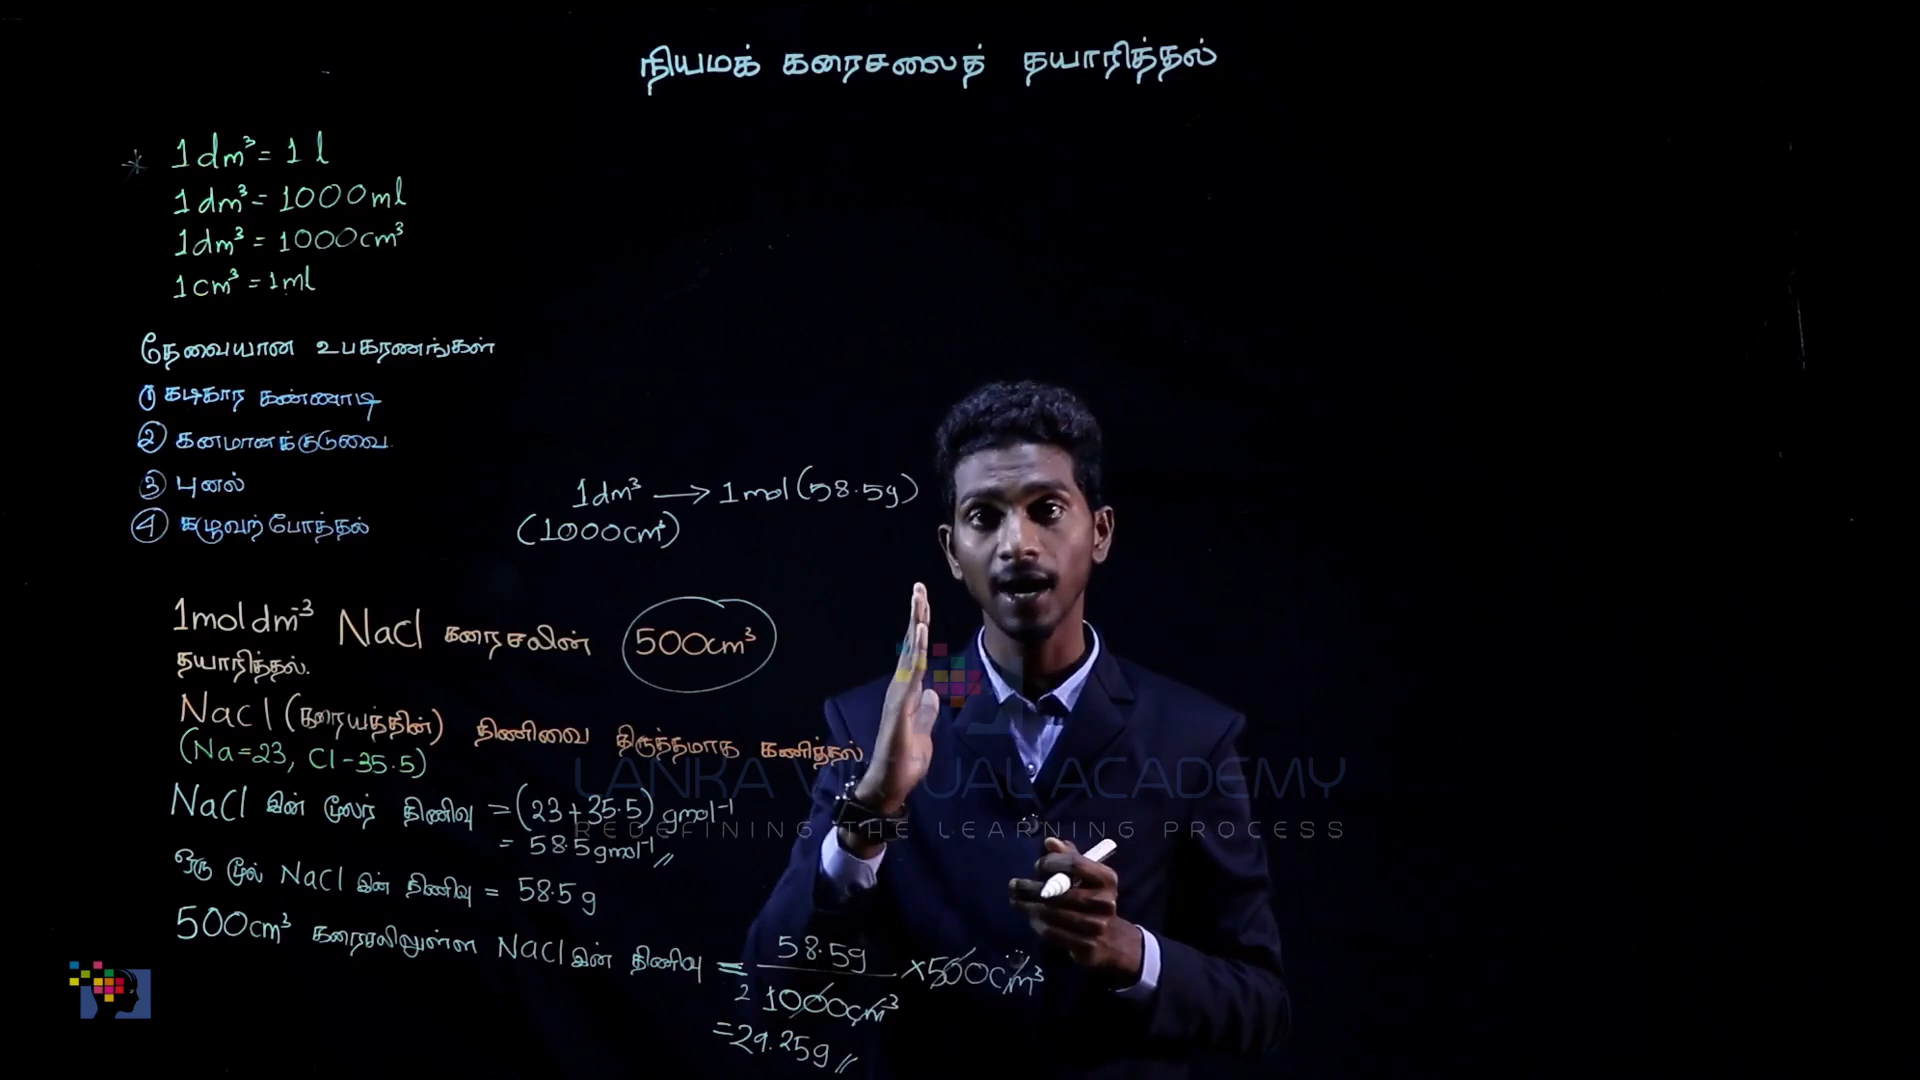 நியமக் கரைசலைத் தயாரித்தல்
* 1dm³ = 1 l
1dm³ = 1000ml
1dm³ = 1000cm³
1cm³ = 1ml
தேவையான உபகரணங்கள்
① கடிகார கண்ணாடி
② கனமானக்குடுவை
③ புனல்
④ கழுவற்போத்தல்
1dm³ → 1mol (58.5g)
(1000cm³)
1moldm⁻³ NaCl கரைசலின் 500cm³
தயாரித்தல்.
NaCl (கரையத்தின்) திணிவை திருத்தமாக கணித்தல்
(Na=23, Cl-35.5)
NaCl இன் மூலர் திணிவு = (23+35.5) gmol⁻¹
= 58.5gmol⁻¹//
ஒரு மூல் NaCl இன் திணிவு = 58.5g
500cm³ கரைசலிலுள்ள NaCl இன் திணிவு = 58.5g × 500cm³
2 1000cm³
= 29.25g //
LANKA VIRTUAL ACADEMY
REDEFINING THE LEARNING PROCESS